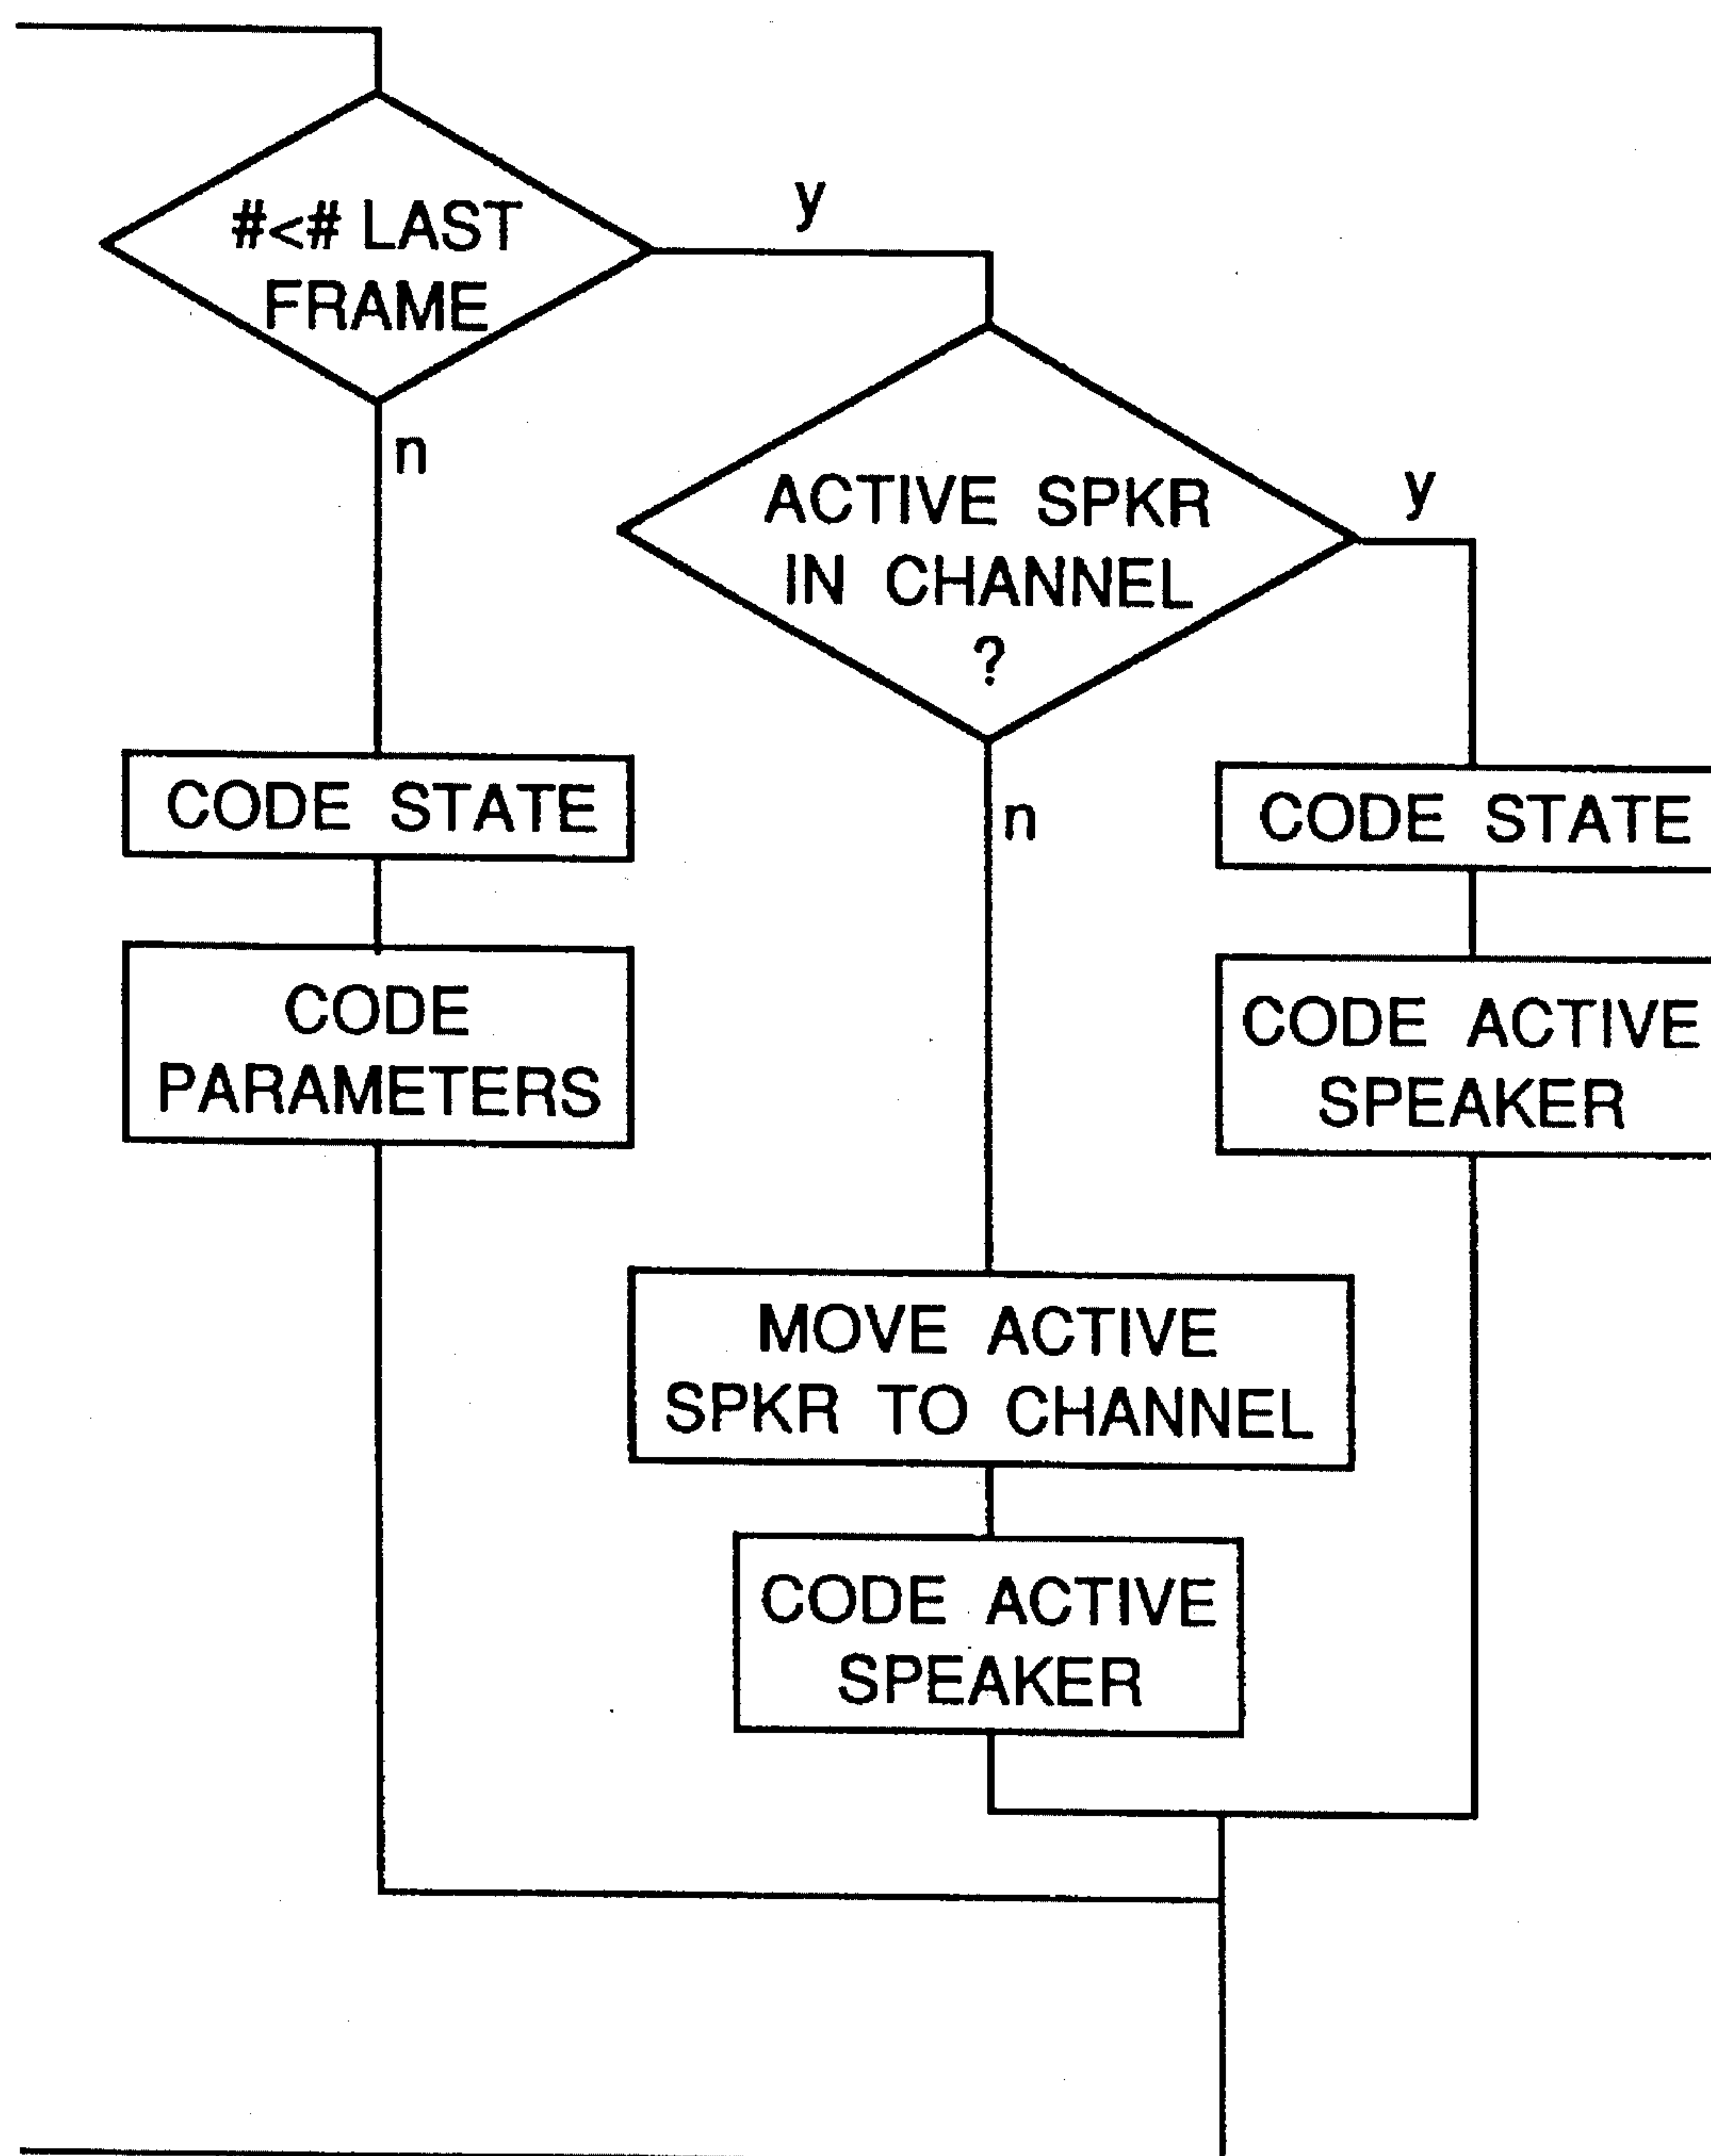 #<# LAST
FRAME
y
n
ACTIVE SPKR
IN CHANNEL
?
y
n
CODE STATE
CODE
PARAMETERS
CODE STATE
CODE ACTIVE
SPEAKER
MOVE ACTIVE
SPKR TO CHANNEL
CODE ACTIVE
SPEAKER